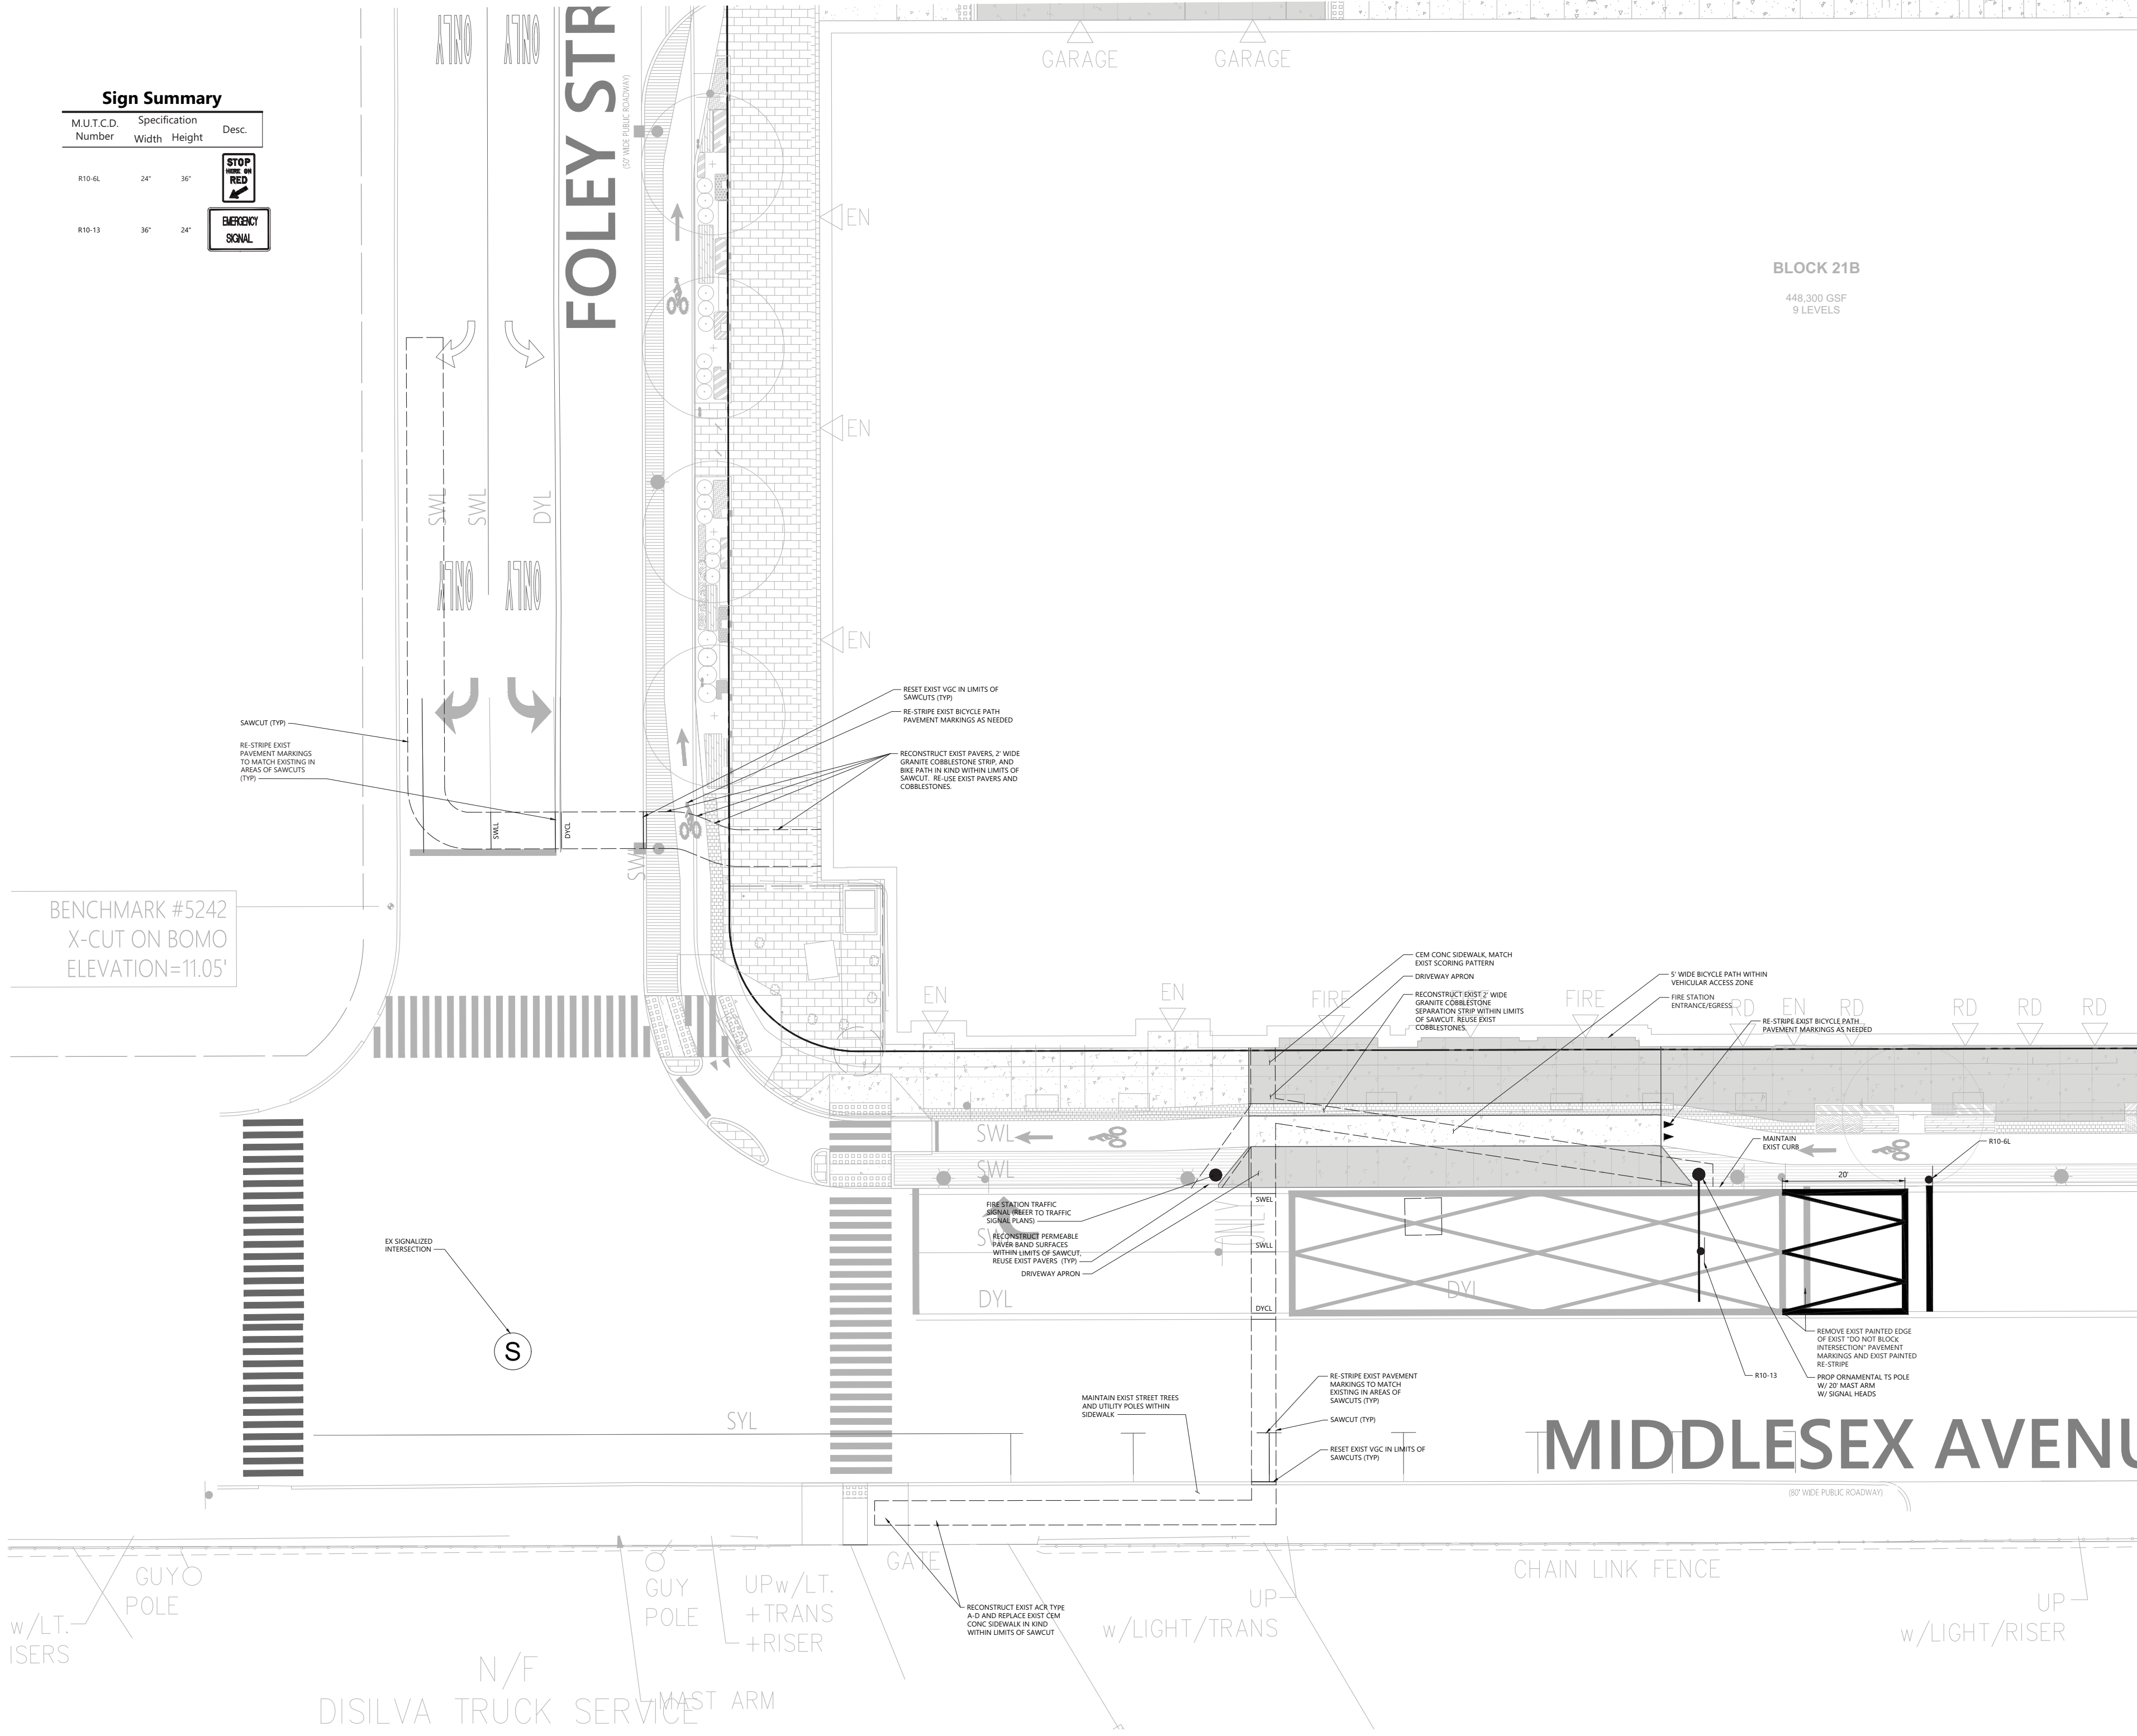 GARAGE
GARAGE
ONLY
ONLY
FOLEY STR
(50' WIDE PUBLIC ROADWAY)
Sign Summary
M.U.T.C.D.
Number
Specification
Width Height
Desc.
R10-6L 24" 36"
STOP
HERE ON
RED
R10-13 36" 24"
EMERGENCY
SIGNAL
EN
EN
EN
BLOCK 21B
448,300 GSF
9 LEVELS
SWL
SWL
DYL
ONLY
ONLY
SAWCUT (TYP)
RE-STRIPE EXIST
PAVEMENT MARKINGS
TO MATCH EXISTING IN
AREAS OF SAWCUTS
(TYP)
RESET EXIST VGC IN LIMITS OF
SAWCUTS (TYP)
RE-STRIPE EXIST BICYCLE PATH
PAVEMENT MARKINGS AS NEEDED
RECONSTRUCT EXIST PAVERS, 2' WIDE
GRANITE COBBLESTONE STRIP, AND
BIKE PATH IN KIND WITHIN LIMITS OF
SAWCUT. RE-USE EXIST PAVERS AND
COBBLESTONES.
SWLL
DYCL
SWL
BENCHMARK #5242
X-CUT ON BOMO
ELEVATION=11.05'
CEM CONC SIDEWALK, MATCH
EXIST SCORING PATTERN
DRIVEWAY APRON
RECONSTRUCT EXIST 2' WIDE
GRANITE COBBLESTONE
SEPARATION STRIP WITHIN LIMITS
OF SAWCUT. REUSE EXIST
COBBLESTONES.
5' WIDE BICYCLE PATH WITHIN
VEHICULAR ACCESS ZONE
FIRE STATION
ENTRANCE/EGRESS
RE-STRIPE EXIST BICYCLE PATH
PAVEMENT MARKINGS AS NEEDED
EN
EN
FIRE
FIRE
RD
EN
RD
RD
RD
RD
SWL
SWL
MAINTAIN
EXIST CURB
R10-6L
20'
FIRE STATION TRAFFIC
SIGNAL (REFER TO TRAFFIC
SIGNAL PLANS)
RECONSTRUCT PERMEABLE
PAVER BAND SURFACES
WITHIN LIMITS OF SAWCUT,
REUSE EXIST PAVERS (TYP)
DRIVEWAY APRON
SWEL
SWLL
DYCL
DYL
DYL
EX SIGNALIZED
INTERSECTION
S
REMOVE EXIST PAINTED EDGE
OF EXIST "DO NOT BLOCK
INTERSECTION" PAVEMENT
MARKINGS AND EXIST PAINTED
RE-STRIPE
R10-13
PROP ORNAMENTAL TS POLE
W/ 20' MAST ARM
W/ SIGNAL HEADS
RE-STRIPE EXIST PAVEMENT
MARKINGS TO MATCH
EXISTING IN AREAS OF
SAWCUTS (TYP)
MAINTAIN EXIST STREET TREES
AND UTILITY POLES WITHIN
SIDEWALK
SAWCUT (TYP)
RESET EXIST VGC IN LIMITS OF
SAWCUTS (TYP)
SYL
MIDDLESEX AVENU
(80' WIDE PUBLIC ROADWAY)
GATE
CHAIN LINK FENCE
GUY
POLE
GUY
POLE
UPw/LT.
+TRANS
+RISER
w/LT.
ISERS
RECONSTRUCT EXIST ACR TYPE
A-D AND REPLACE EXIST CEM
CONC SIDEWALK IN KIND
WITHIN LIMITS OF SAWCUT
UP
w/LIGHT/TRANS
UP
w/LIGHT/RISER
N/F
DISILVA TRUCK SERVICE
MAST ARM